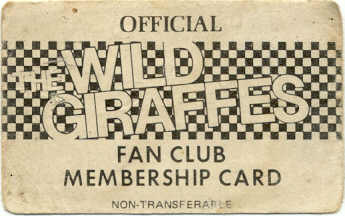 OFFICIAL
THE WILD
GIRAFFES
FAN CLUB
MEMBERSHIP CARD
NON-TRANSFERABLE